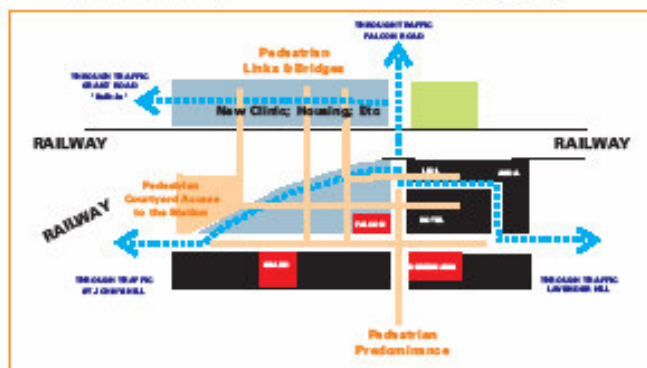 THROUGH TRAFFIC
FALCON ROAD
Pedestrian
Links & Bridges
THROUGH TRAFFIC
GRANT ROAD
New Clinic; Housing; Etc
RAILWAY
RAILWAY
Pedestrian
Courtyard Access
to the Station
RAILWAY
HOTEL
FALCON
THROUGH TRAFFIC
ST JOHN'S HILL
THROUGH TRAFFIC
LAVENDER HILL
Pedestrian
Predominance